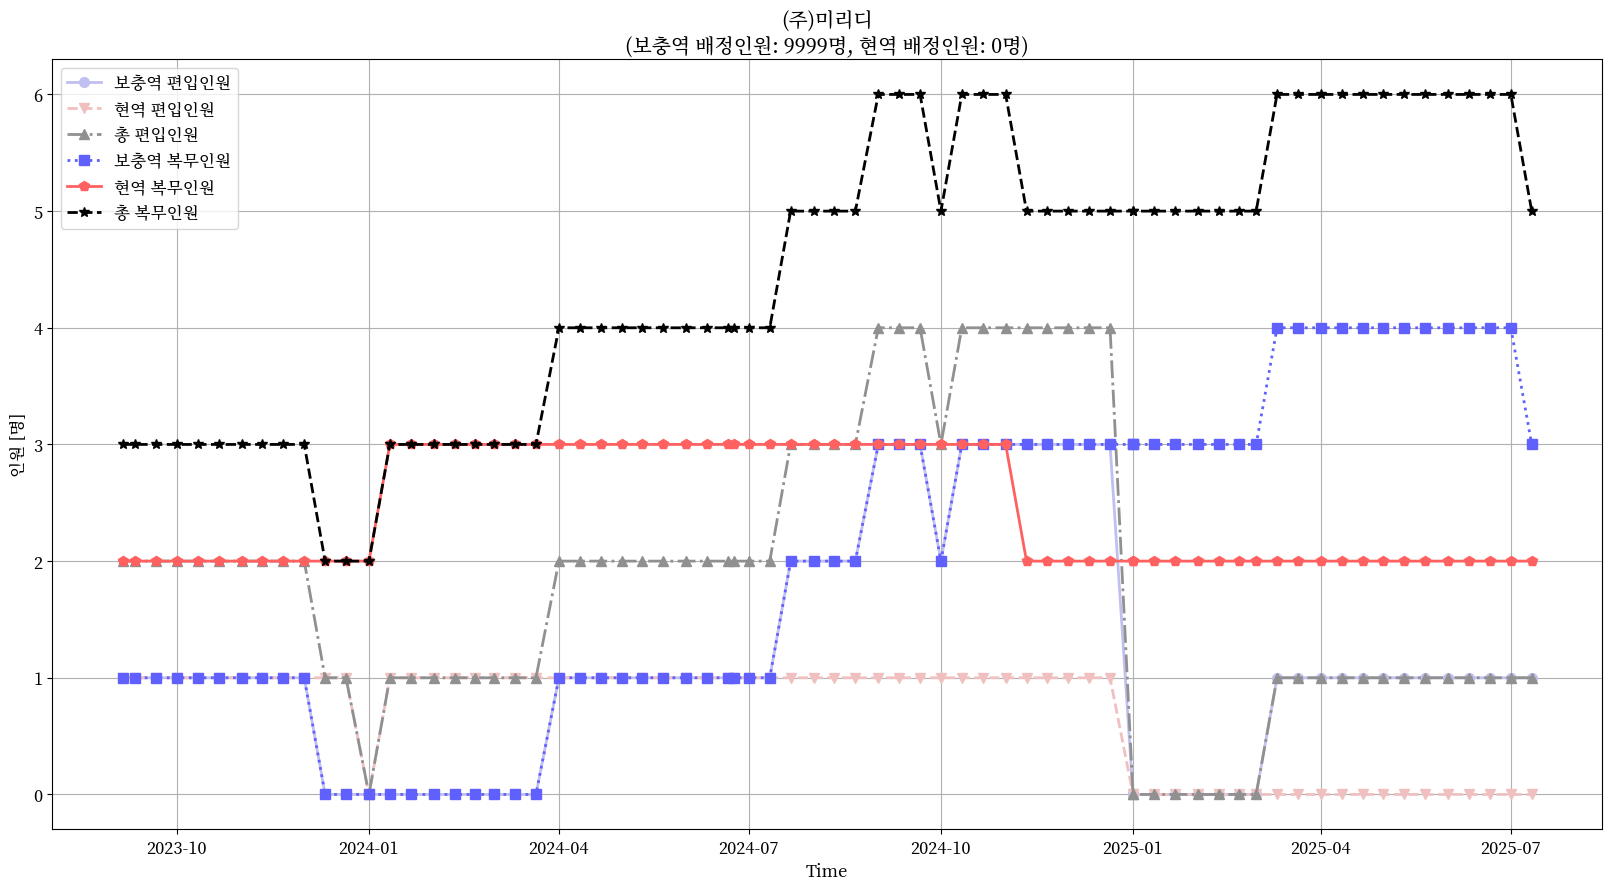 (주)미리디
(보충역 배정인원: 9999명, 현역 배정인원: 0명)
보충역 편입인원
현역 편입인원
총 편입인원
보충역 복무인원
현역 복무인원
총 복무인원
인원 [명]
6
5
4
3
2
1
0
2023-10
2024-01
2024-04
2024-07
2024-10
2025-01
2025-04
2025-07
Time